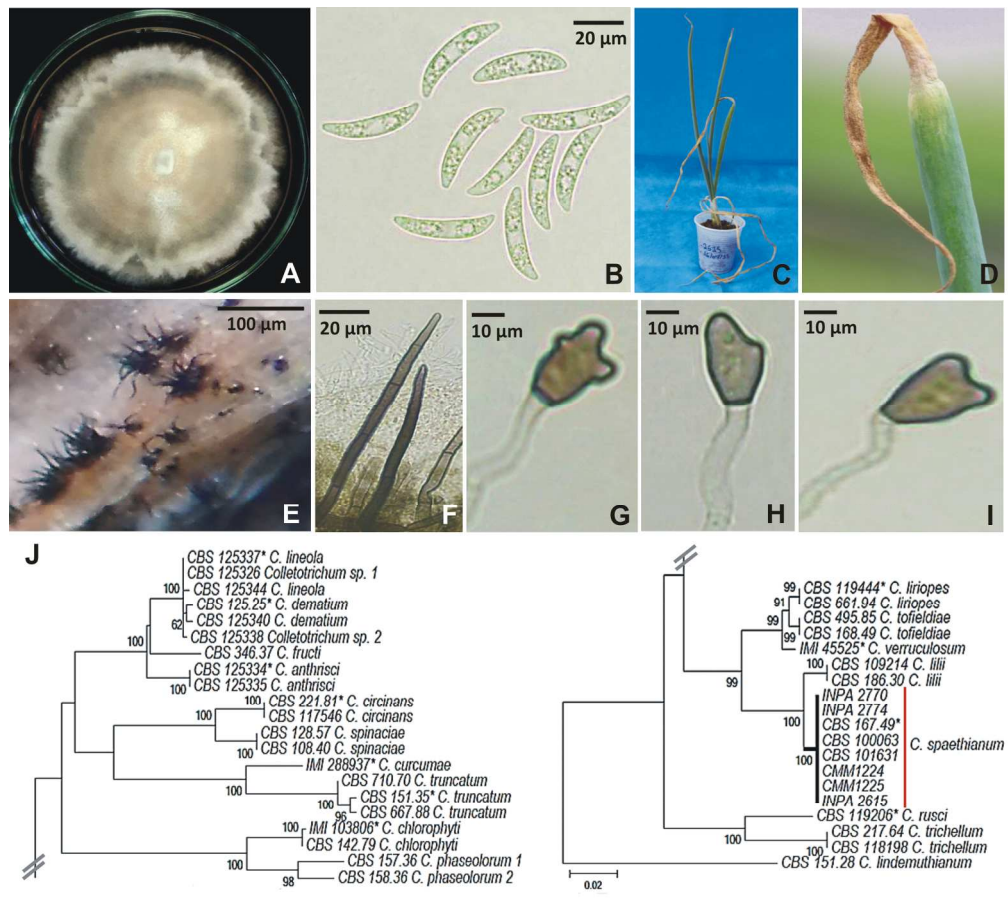 A
20 µm
B
C
D
100 µm
E
20 µm
F
10 µm
G
10 µm
H
10 µm
I
J
CBS 125337* C. lineola
CBS 125326 Colletotrichum sp. 1
100
CBS 125344 C. lineola
CBS 125.25* C. dematium
62
CBS 125340 C. dematium
CBS 125338 Colletotrichum sp. 2
100
CBS 346.37 C. fructi
CBS 125334* C. anthrisci
100
CBS 125335 C. anthrisci
100
CBS 221.81* C. circinans
CBS 117546 C. circinans
100
CBS 128.57 C. spinaciae
100
CBS 108.40 C. spinaciae
IMI 288937* C. curcumae
100
CBS 710.70 C. truncatum
CBS 151.35* C. truncatum
100
96
CBS 667.88 C. truncatum
100
IMI 103806* C. chlorophyti
CBS 142.79 C. chlorophyti
100
CBS 157.36 C. phaseolorum 1
98
CBS 158.36 C. phaseolorum 2
99
CBS 119444* C. liriopes
91
CBS 661.94 C. liriopes
99
CBS 495.85 C. tofieldiae
99
CBS 168.49 C. tofieldiae
IMI 45525* C. verruculosum
99
100
CBS 109214 C. lilii
CBS 186.30 C. lilii
100
INPA 2770
INPA 2774
CBS 167.49*
CBS 100063
C. spaethianum
100
CBS 101631
CMM1224
CMM1225
INPA 2615
CBS 119206* C. rusci
100
CBS 217.64 C. trichellum
100
CBS 118198 C. trichellum
CBS 151.28 C. lindemuthianum
0.02